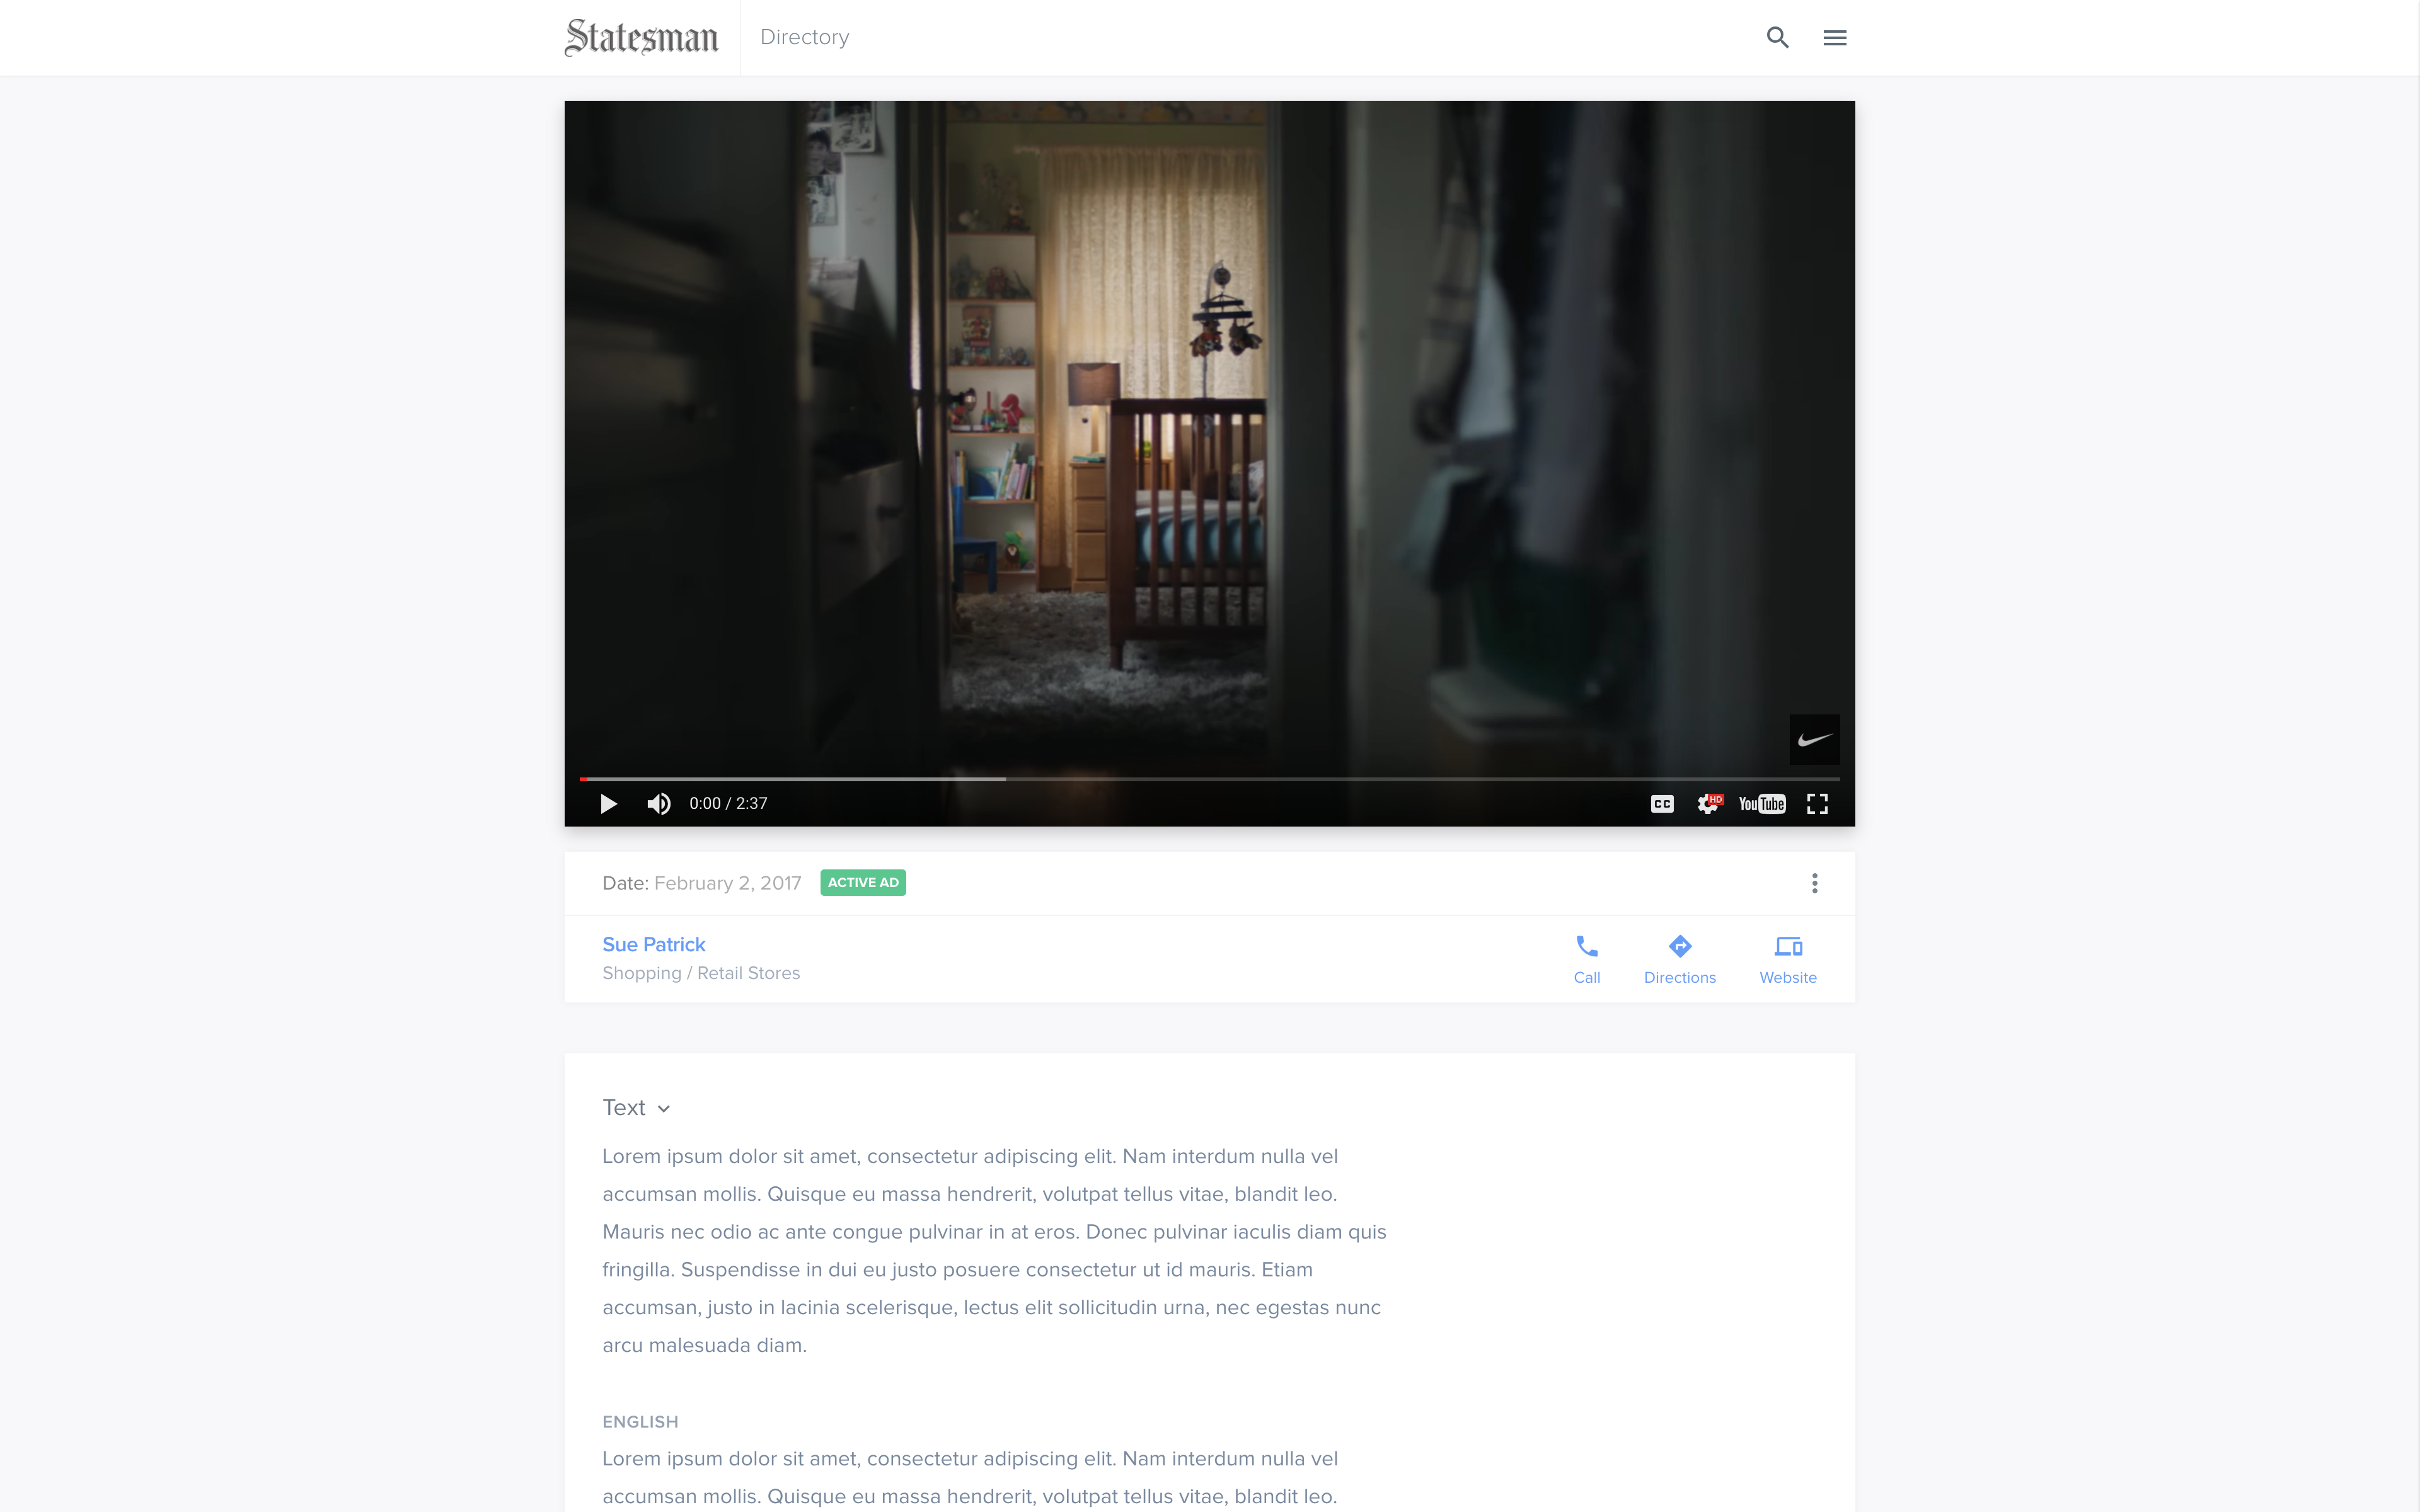 Statesman
Directory
0:00 / 2:37
CC
HD
YouTube
Date: February 2, 2017
ACTIVE AD
Sue Patrick
Shopping / Retail Stores
Call
Directions
Website
Text
Lorem ipsum dolor sit amet, consectetur adipiscing elit. Nam interdum nulla vel
accumsan mollis. Quisque eu massa hendrerit, volutpat tellus vitae, blandit leo.
Mauris nec odio ac ante congue pulvinar in at eros. Donec pulvinar iaculis diam quis
fringilla. Suspendisse in dui eu justo posuere consectetur ut id mauris. Etiam
accumsan, justo in lacinia scelerisque, lectus elit sollicitudin urna, nec egestas nunc
arcu malesuada diam.
ENGLISH
Lorem ipsum dolor sit amet, consectetur adipiscing elit. Nam interdum nulla vel
accumsan mollis. Quisque eu massa hendrerit, volutpat tellus vitae, blandit leo.